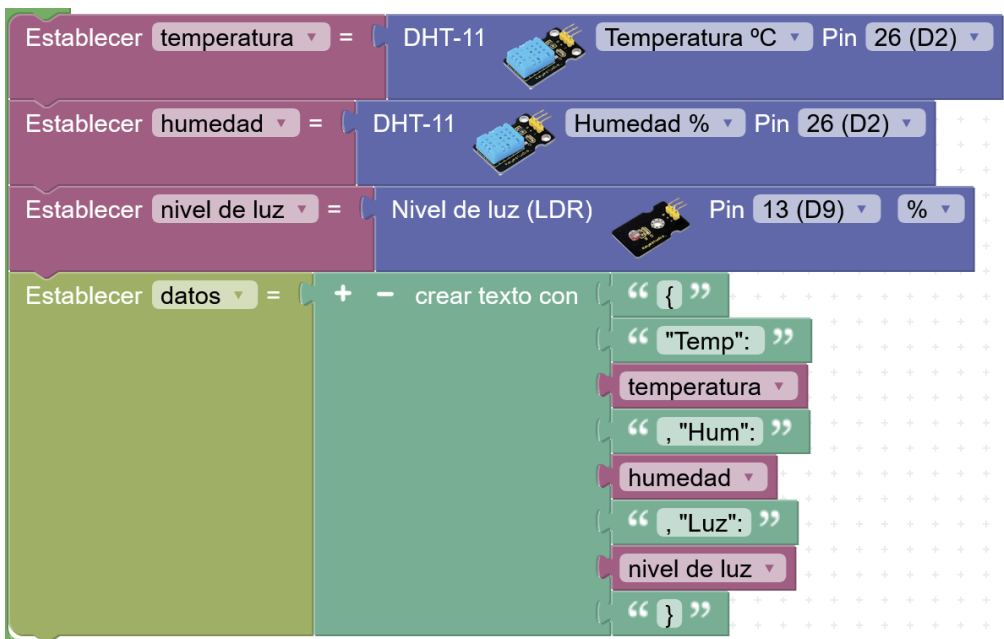 Establecer temperatura = DHT-11 Temperatura ºC Pin 26 (D2)
Establecer humedad = DHT-11 Humedad % Pin 26 (D2)
Establecer nivel de luz = Nivel de luz (LDR) Pin 13 (D9) %
Establecer datos = + - crear texto con “ { ”
“ "Temp": ”
temperatura
“ , "Hum": ”
humedad
“ , "Luz": ”
nivel de luz
“ } ”